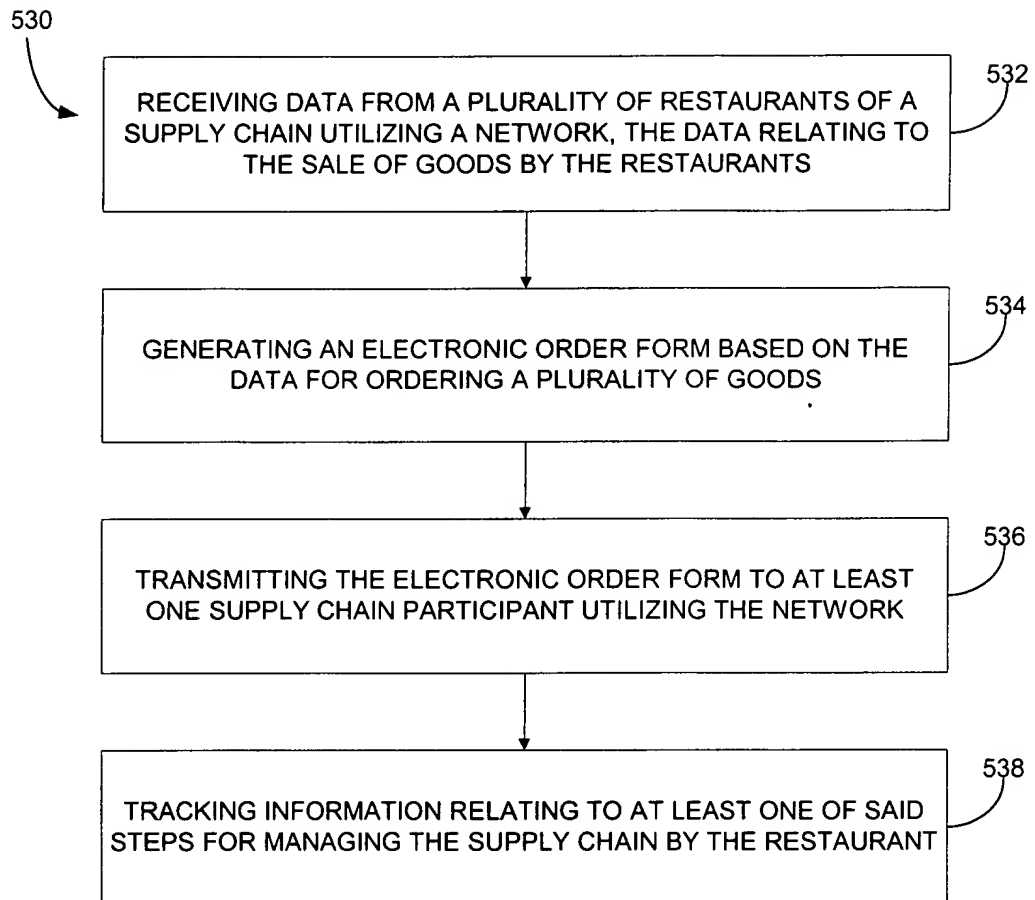 530
532
RECEIVING DATA FROM A PLURALITY OF RESTAURANTS OF A
SUPPLY CHAIN UTILIZING A NETWORK, THE DATA RELATING TO
THE SALE OF GOODS BY THE RESTAURANTS
534
GENERATING AN ELECTRONIC ORDER FORM BASED ON THE
DATA FOR ORDERING A PLURALITY OF GOODS
536
TRANSMITTING THE ELECTRONIC ORDER FORM TO AT LEAST
ONE SUPPLY CHAIN PARTICIPANT UTILIZING THE NETWORK
538
TRACKING INFORMATION RELATING TO AT LEAST ONE OF SAID
STEPS FOR MANAGING THE SUPPLY CHAIN BY THE RESTAURANT